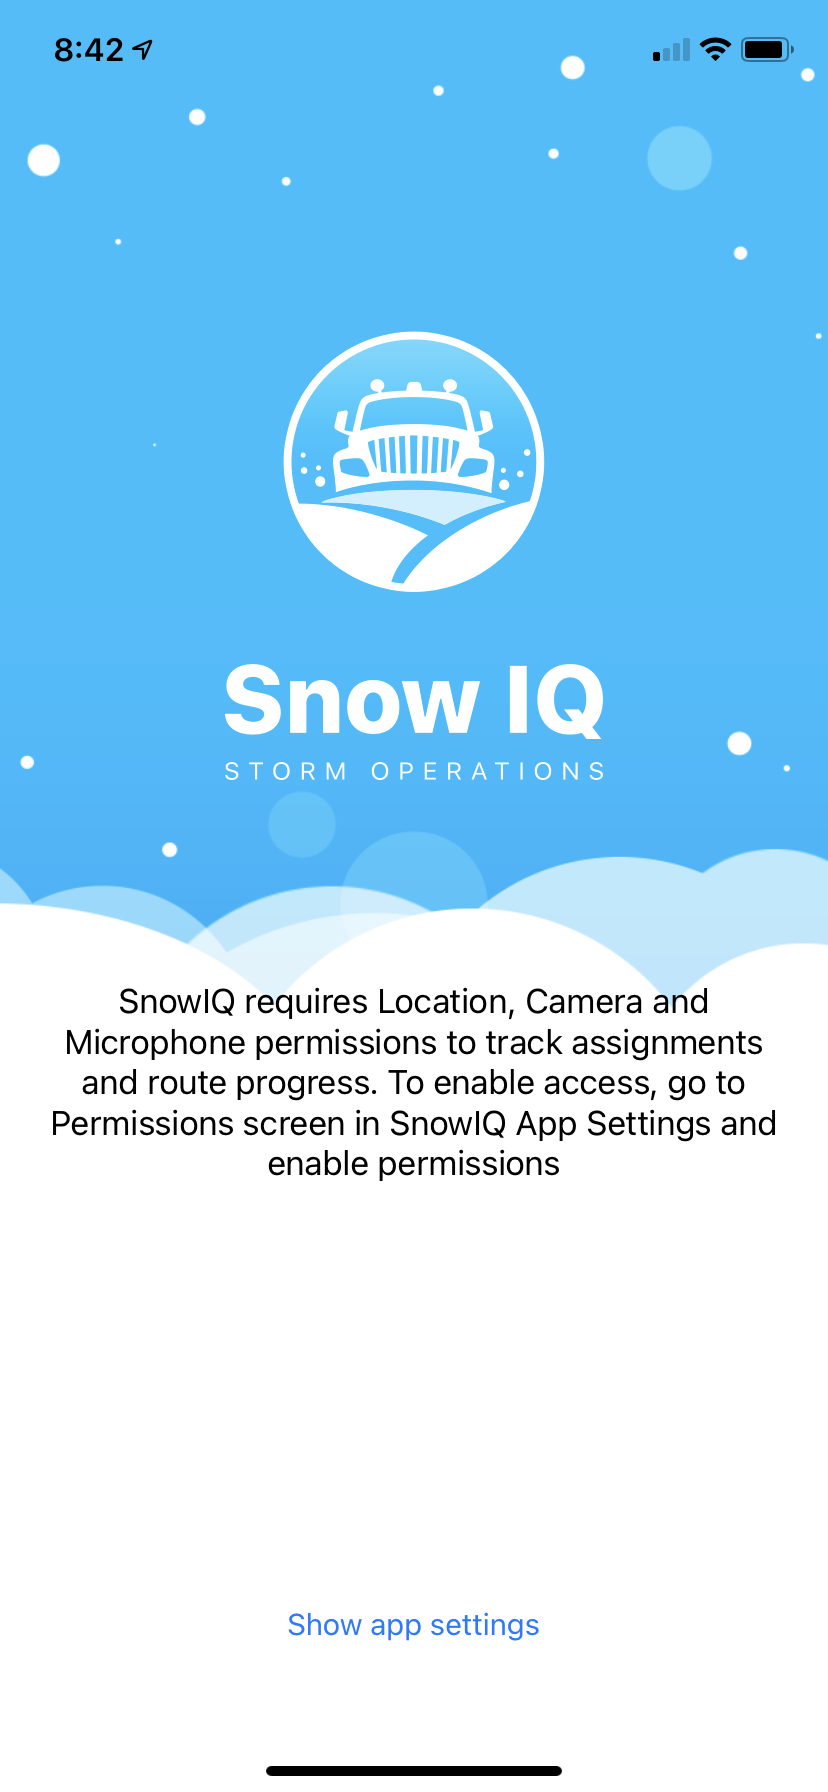 8:42
Snow IQ
STORM OPERATIONS
SnowIQ requires Location, Camera and
Microphone permissions to track assignments
and route progress. To enable access, go to
Permissions screen in SnowIQ App Settings and
enable permissions
Show app settings